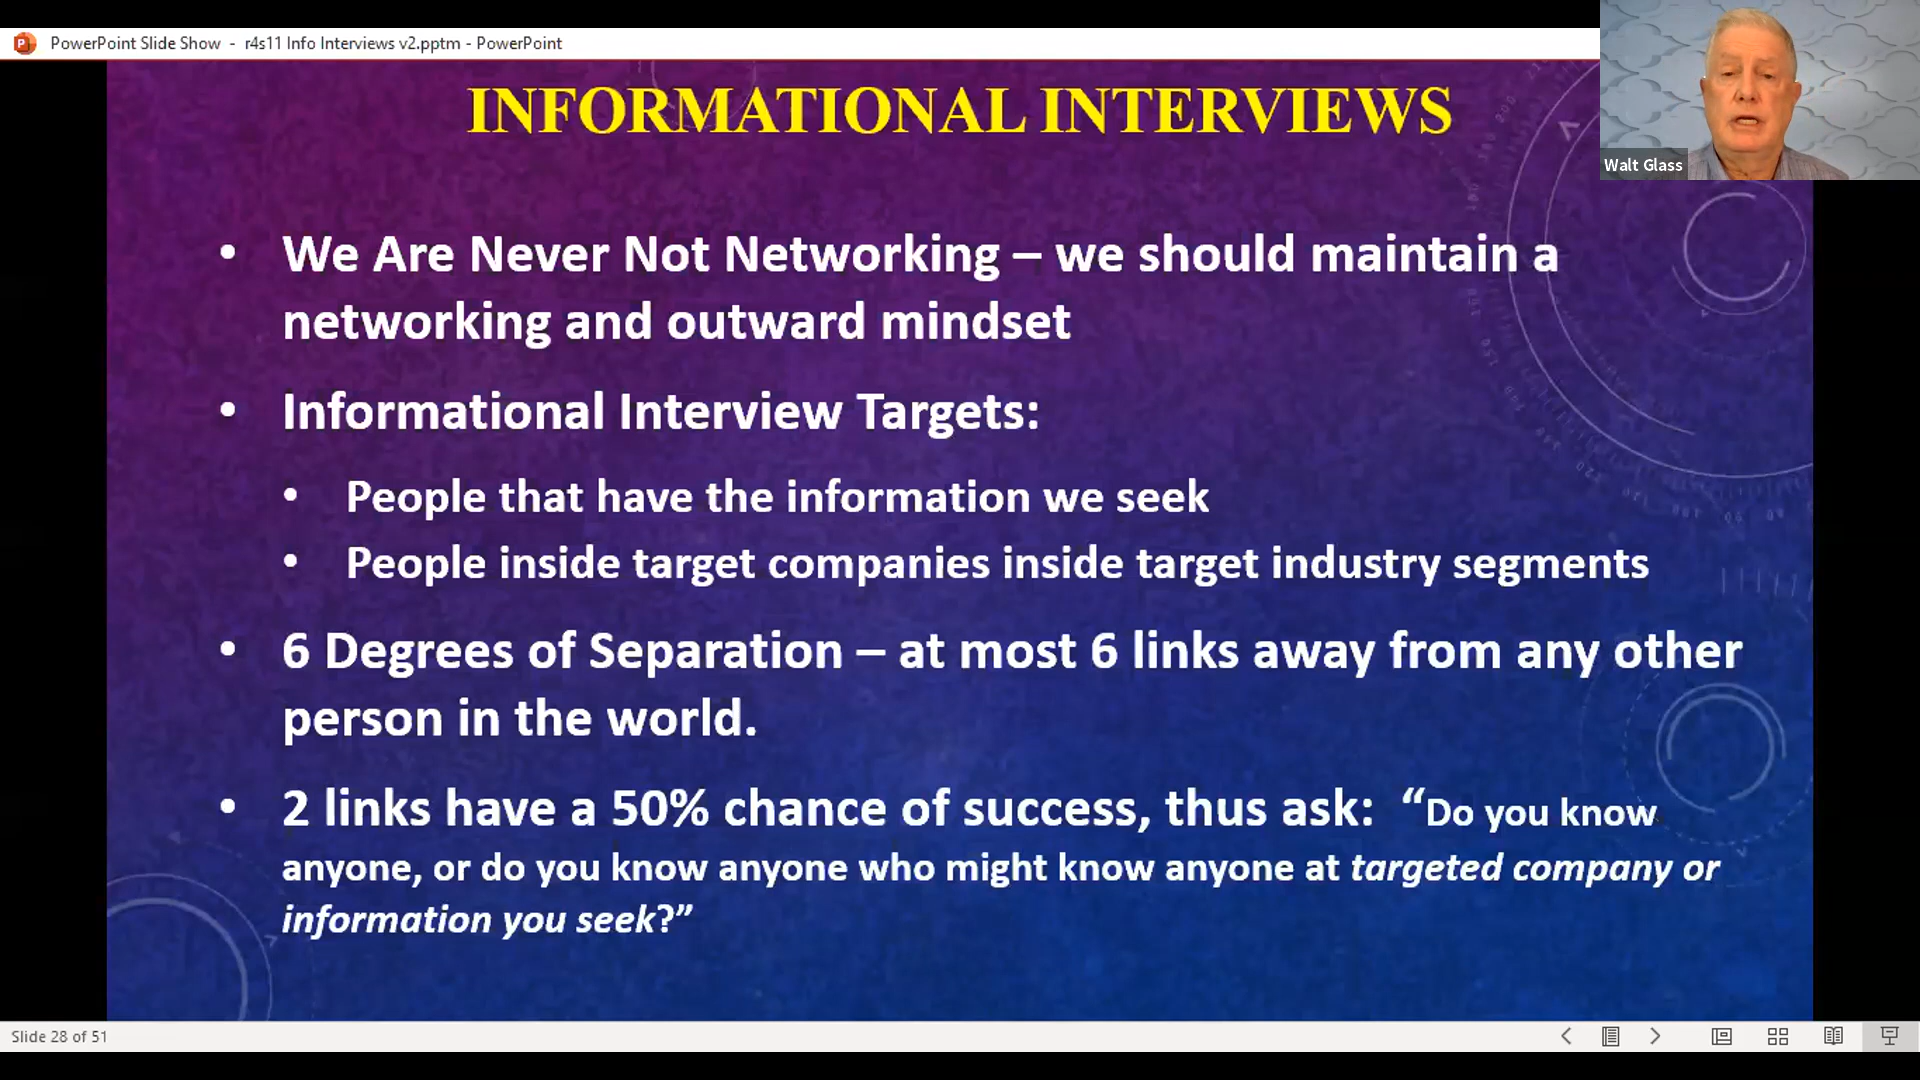 PowerPoint Slide Show - r4s11 Info Interviews v2.pptm - PowerPoint
Walt Glass
INFORMATIONAL INTERVIEWS
• We Are Never Not Networking – we should maintain a
networking and outward mindset
• Informational Interview Targets:
• People that have the information we seek
• People inside target companies inside target industry segments
• 6 Degrees of Separation – at most 6 links away from any other
person in the world.
• 2 links have a 50% chance of success, thus ask: “Do you know
anyone, or do you know anyone who might know anyone at targeted company or
information you seek?”
Slide 28 of 51